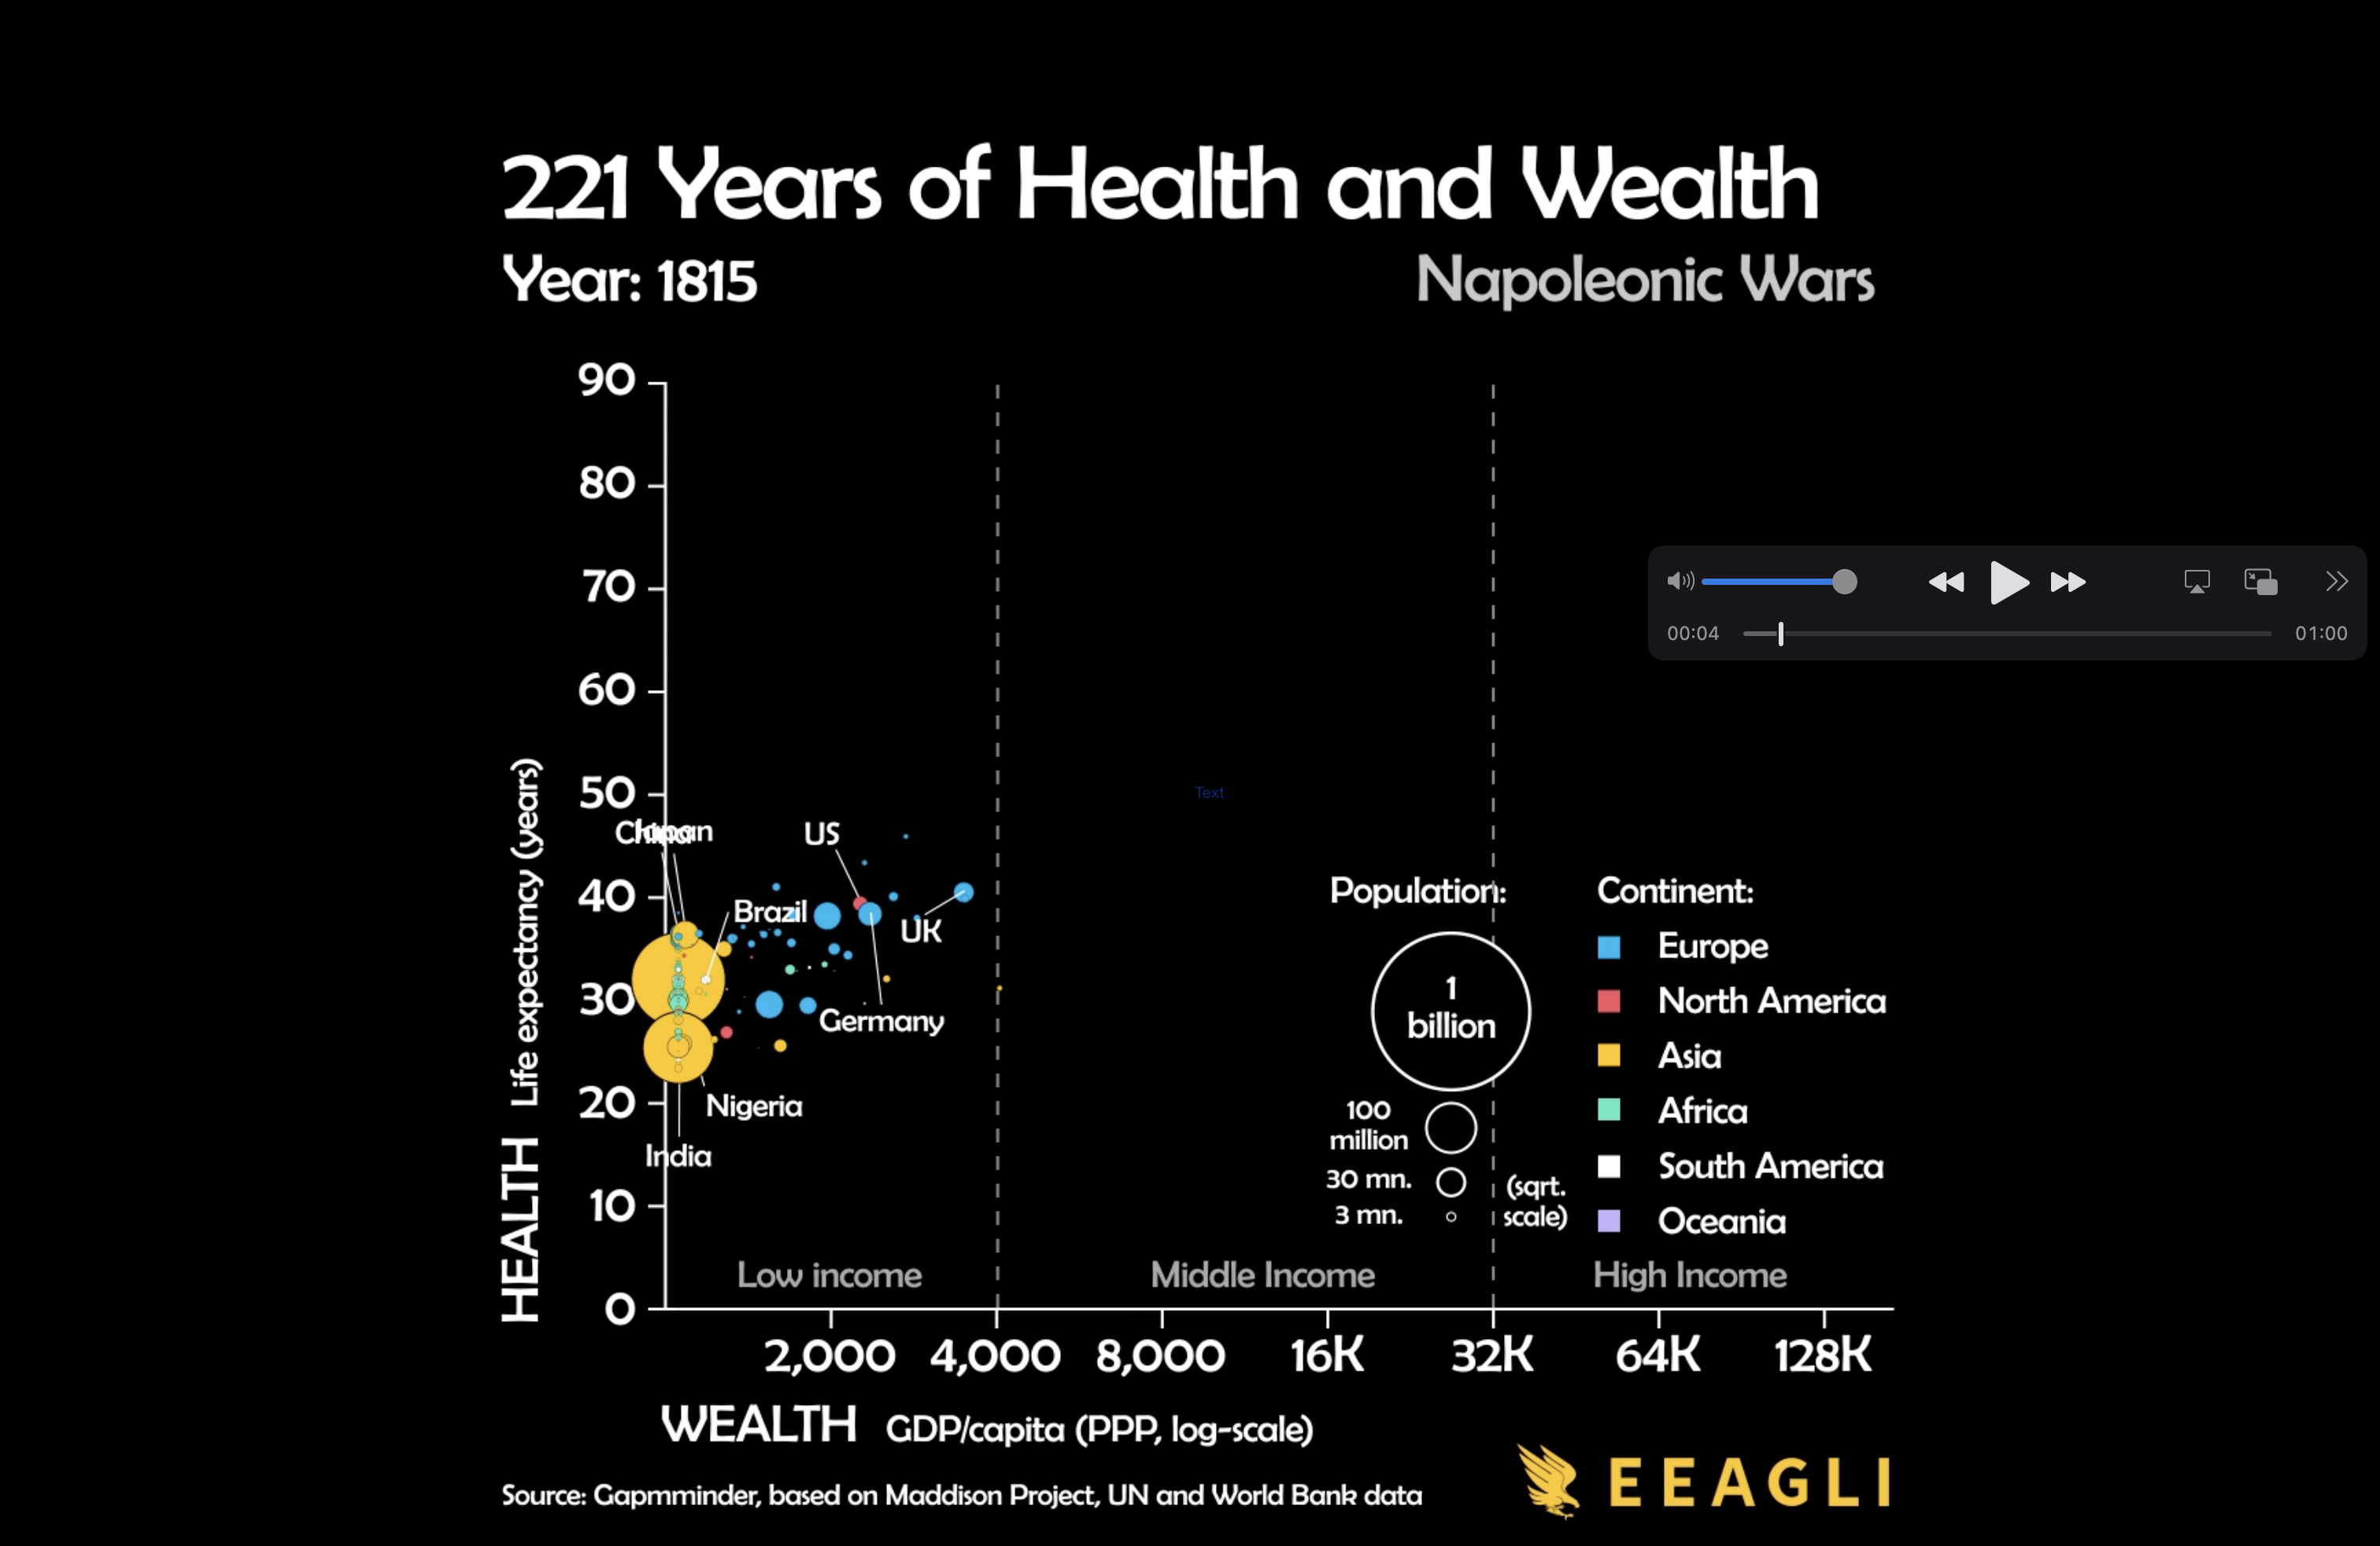 221 Years of Health and Wealth
Year: 1815
Napoleonic Wars
90
80
70
60
50
40
30
20
10
0
HEALTH Life expectancy (years)
China
Japan
US
Brazil
UK
Germany
Nigeria
India
Text
00:04
01:00
Population:
1
billion
100
million
30 mn.
3 mn.
(sqrt.
scale)
Continent:
Europe
North America
Asia
Africa
South America
Oceania
Low income
Middle Income
High Income
2,000
4,000
8,000
16K
32K
64K
128K
WEALTH GDP/capita (PPP, log-scale)
Source: Gapmminder, based on Maddison Project, UN and World Bank data
EEAGLI